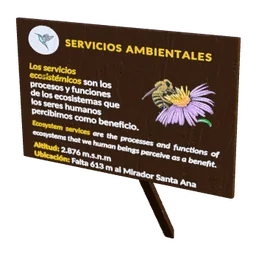 SERVICIOS AMBIENTALES
Los servicios
ecosistémicos son los
procesos y funciones
de los ecosistemas que
los seres humanos
percibimos como beneficio.
Ecosystem services are the processes and functions of
ecosystems that we human beings perceive as a benefit.
Altitud: 2.876 m.s.n.m
Ubicación: Falta 613 m al Mirador Santa Ana